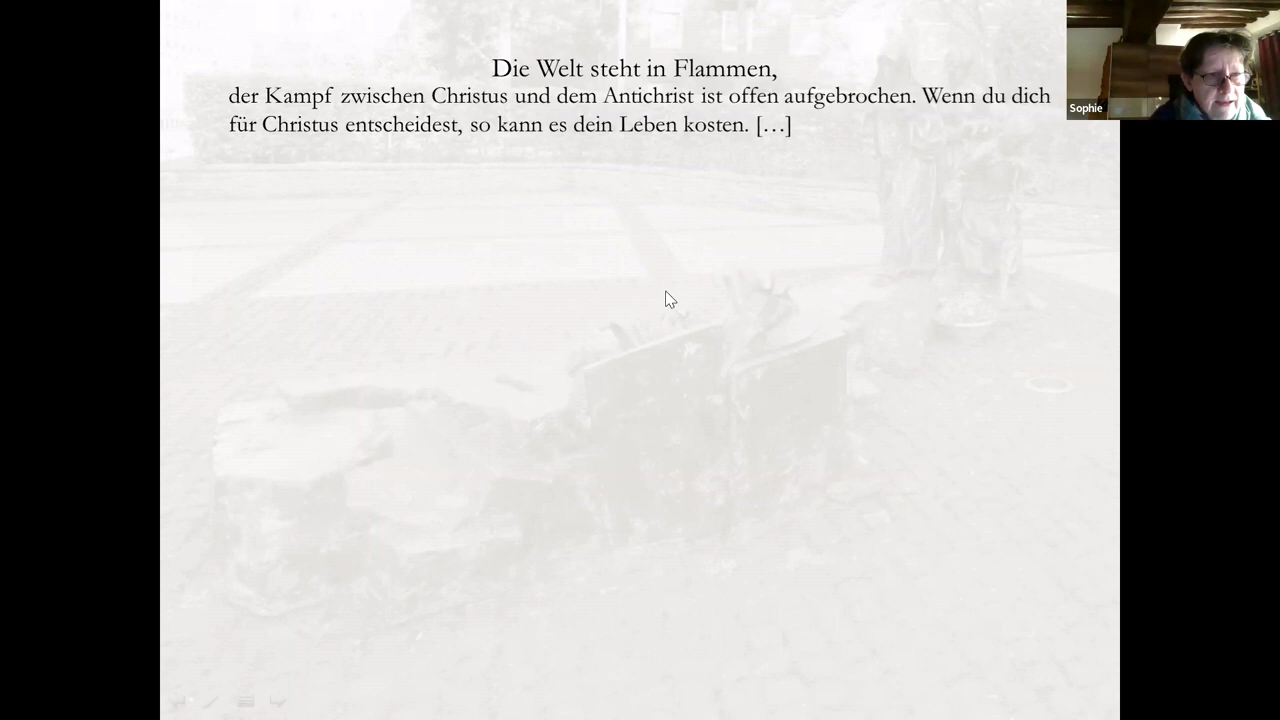 Die Welt steht in Flammen,
der Kampf zwischen Christus und dem Antichrist ist offen aufgebrochen. Wenn du dich
für Christus entscheidest, so kann es dein Leben kosten. […]
Sophie